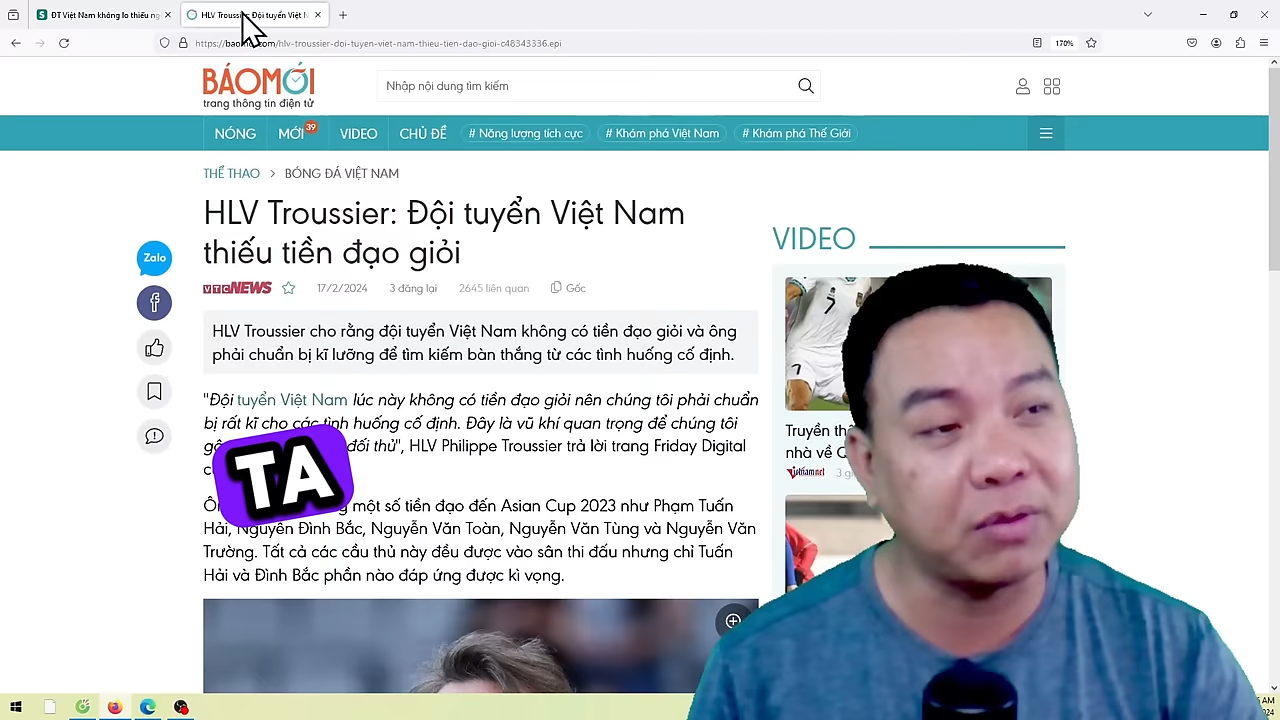 ĐT Việt Nam không lo thiếu ng
HLV Trous Đội tuyển Việt N
https://baomoi.com/hlv-troussier-doi-tuyen-viet-nam-thieu-tien-dao-gioi-c48343336.epi
170%
BÁOMỚI
trang thông tin điện tử
Nhập nội dung tìm kiếm
NÓNG MỚI 39 VIDEO CHỦ ĐỀ # Năng lượng tích cực # Khám phá Việt Nam # Khám phá Thế Giới
THỂ THAO > BÓNG ĐÁ VIỆT NAM
HLV Troussier: Đội tuyển Việt Nam
thiếu tiền đạo giỏi
VTC NEWS 17/2/2024 3 đăng lại 2645 liên quan Gốc
Zalo
HLV Troussier cho rằng đội tuyển Việt Nam không có tiền đạo giỏi và ông
phải chuẩn bị kĩ lưỡng để tìm kiếm bàn thắng từ các tình huống cố định.
"Đội tuyển Việt Nam lúc này không có tiền đạo giỏi nên chúng tôi phải chuẩn
bị rất kĩ cho các tình huống cố định. Đây là vũ khí quan trọng để chúng tôi
đối thủ", HLV Philippe Troussier trả lời trang Friday Digital
TA
một số tiền đạo đến Asian Cup 2023 như Phạm Tuấn
Hải, Nguyễn Đình Bắc, Nguyễn Văn Toàn, Nguyễn Văn Tùng và Nguyễn Văn
Trường. Tất cả các cầu thủ này đều được vào sân thi đấu nhưng chỉ Tuấn
Hải và Đình Bắc phần nào đáp ứng được kì vọng.
VIDEO
7
7
Truyền th
nhà về Q
Vietnamnet 3 g
AM